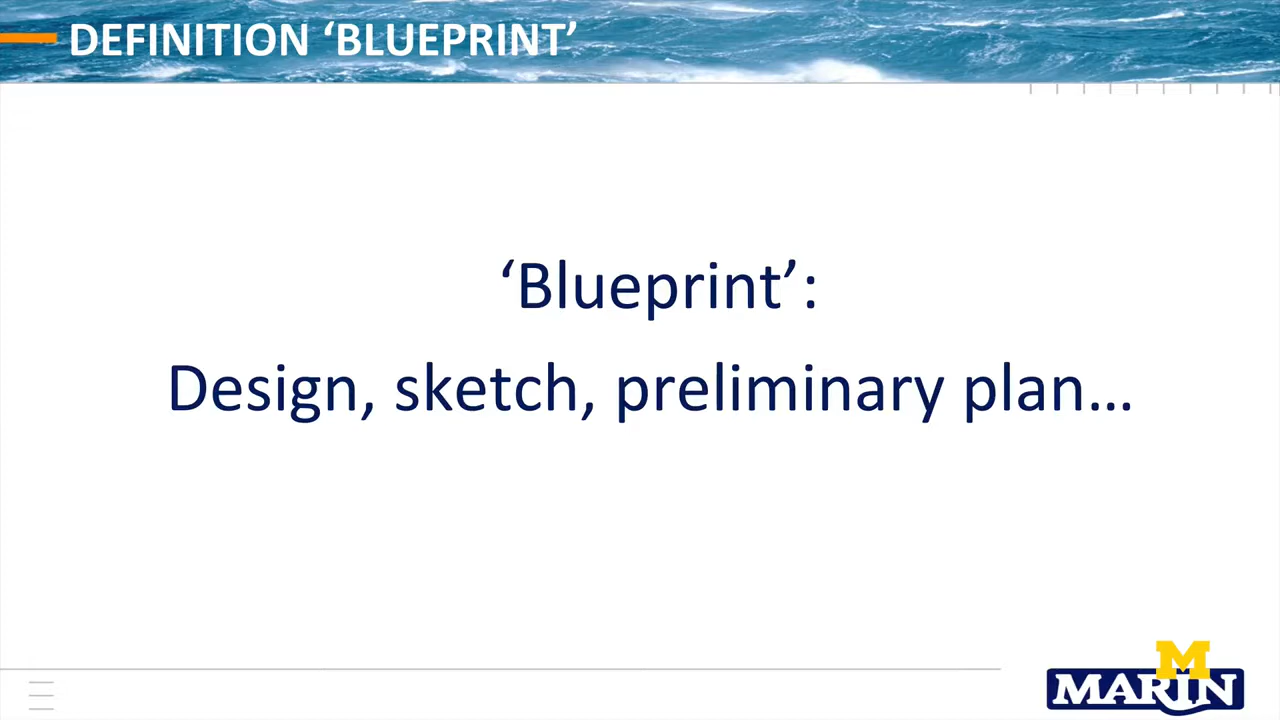 DEFINITION ‘BLUEPRINT’
‘Blueprint’:
Design, sketch, preliminary plan…
M
MARIN